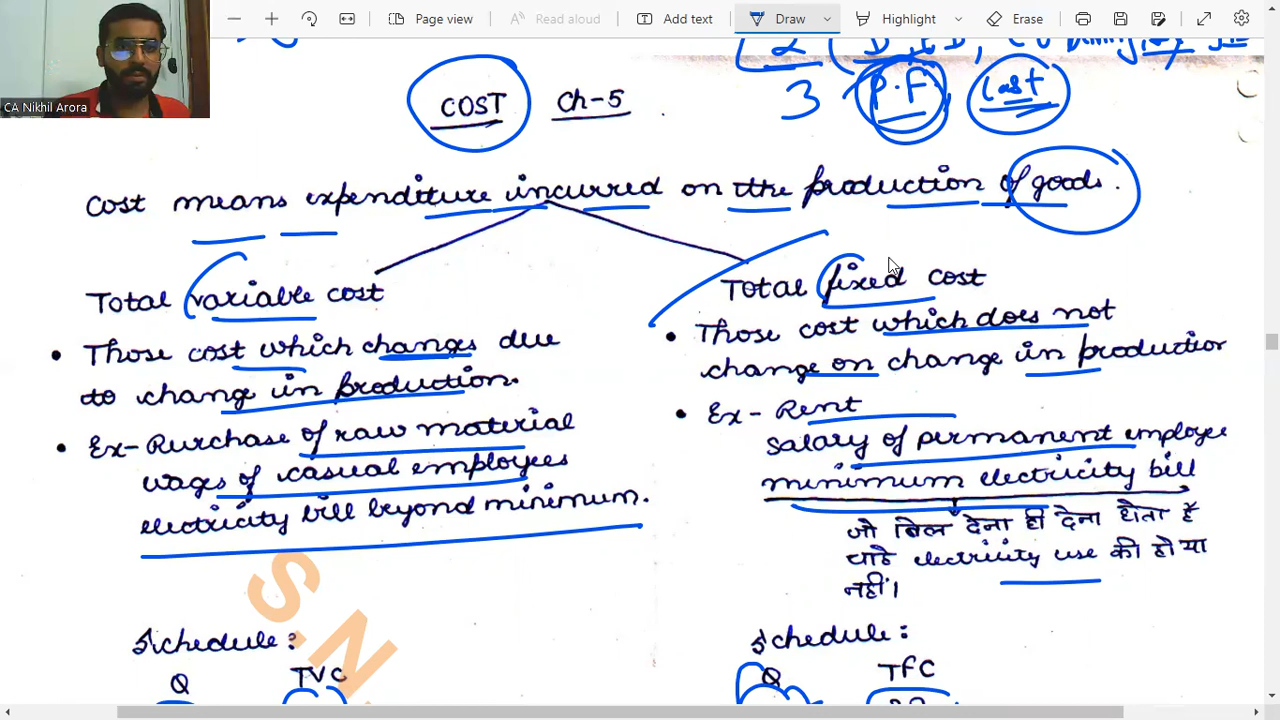 Page view
Read aloud
Add text
Draw
Highlight
Erase
CA Nikhil Arora
3 P.F Last
COST Ch-5
Cost means expenditure incurred on the production of goods.
Total variable cost
• Those cost which changes due
to change in production.
• Ex- Purchase of raw material
wages of casual employees
electricity bill beyond minimum.
Total fixed cost
• Those cost which does not
change on change in production
• Ex- Rent
salary of permanent employee
minimum electricity bill
जो बिल देना ही देना होता है
चाहे electricity use की हो या
नहीं।
Schedule:
Q TVC
Schedule:
Q TFC
S.N.